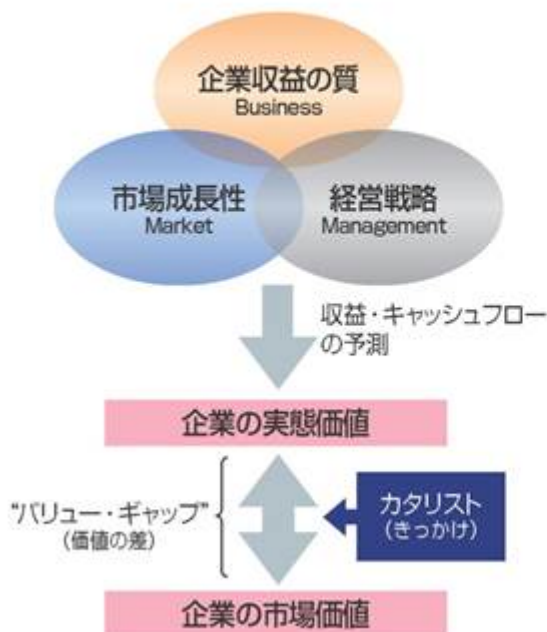 企業収益の質
Business
市場成長性
Market
経営戦略
Management
収益・キャッシュフロー
の予測
企業の実態価値
“バリュー・ギャップ”
(価値の差)
カタリスト
(きっかけ)
企業の市場価値